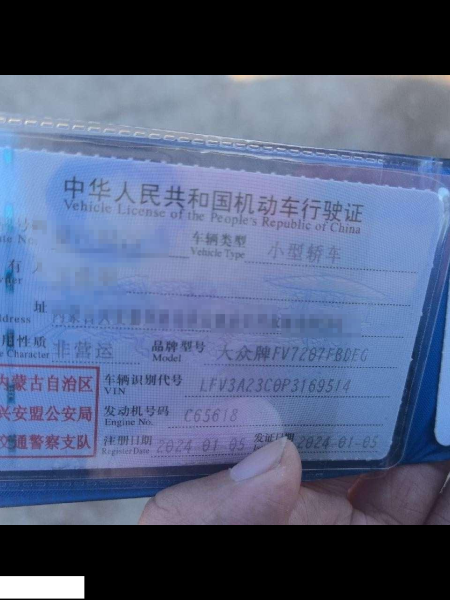 中华人民共和国机动车行驶证
Vehicle License of the People's Republic of China
号牌
车辆类型 小型轿车
Vehicle Type
有人
址
Address
用性质 非营运 品牌型号 大众牌FV7207FBDEG
Character Model
内蒙古自治区
兴安盟公安局
交通警察支队
车辆识别代号 LFV3A23C0P3169514
VIN
发动机号码 C65618
Engine No.
注册日期 2024-01-05 发证日期 2024-01-05
Register Date